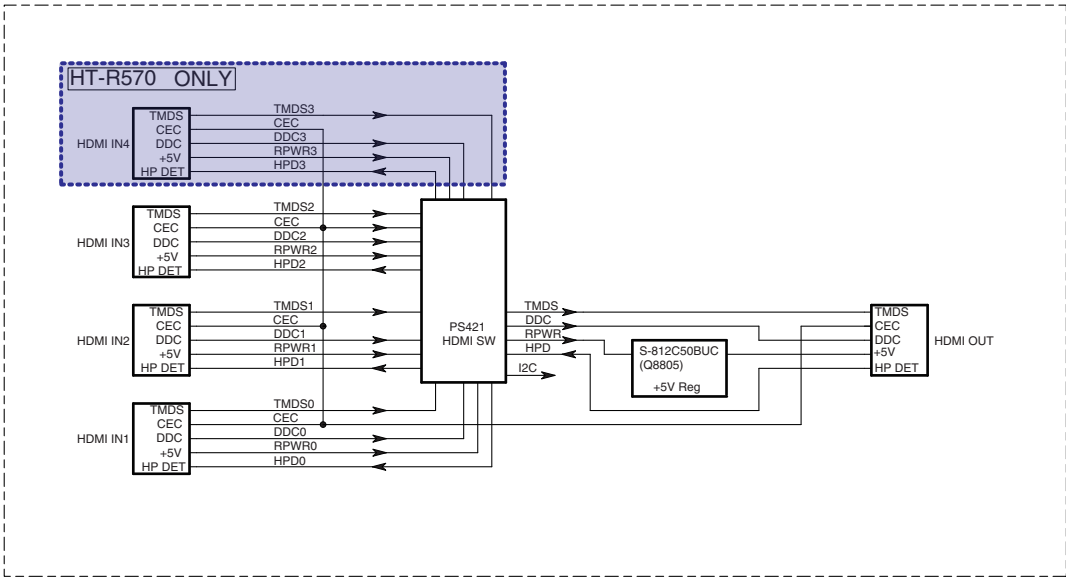 HT-R570 ONLY
HDMI IN4
TMDS
CEC
DDC
+5V
HP DET
TMDS3
CEC
DDC3
RPWR3
HPD3
HDMI IN3
TMDS
CEC
DDC
+5V
HP DET
TMDS2
CEC
DDC2
RPWR2
HPD2
HDMI IN2
TMDS
CEC
DDC
+5V
HP DET
TMDS1
CEC
DDC1
RPWR1
HPD1
HDMI IN1
TMDS
CEC
DDC
+5V
HP DET
TMDS0
CEC
DDC0
RPWR0
HPD0
PS421
HDMI SW
TMDS
DDC
RPWR
HPD
I2C
S-812C50BUC
(Q8805)
+5V Reg
TMDS
CEC
DDC
+5V
HP DET
HDMI OUT